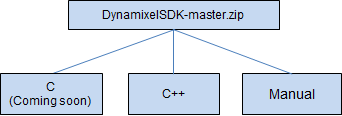 DynamixelSDK-master.zip
C
(Coming soon)
C++
Manual